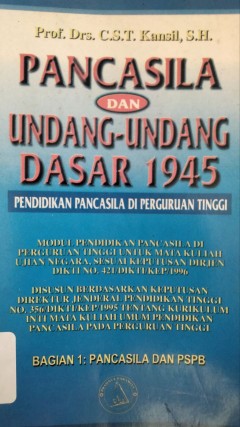 Prof. Drs. C.S.T. Kansil, S.H.
PANCASILA
DAN
UNDANG-UNDANG
DASAR 1945
PENDIDIKAN PANCASILA DI PERGURUAN TINGGI
MODUL PENDIDIKAN PANCASILA DI
PERGURUAN TINGGI UNTUK MATA KULIAH
UJIAN NEGARA, SESUAI KEPUTUSAN DIRJEN
DIKTI NO. 421/DIKTI/KEP/1996
DISUSUN BERDASARKAN KEPUTUSAN
DIREKTUR JENDERAL PENDIDIKAN TINGGI
NO. 356/DIKTI/KEP/1995 TENTANG KURIKULUM
INTI MATA KULIAH UMUM PENDIDIKAN
PANCASILA PADA PERGURUAN TINGGI
BAGIAN 1: PANCASILA DAN PSPB